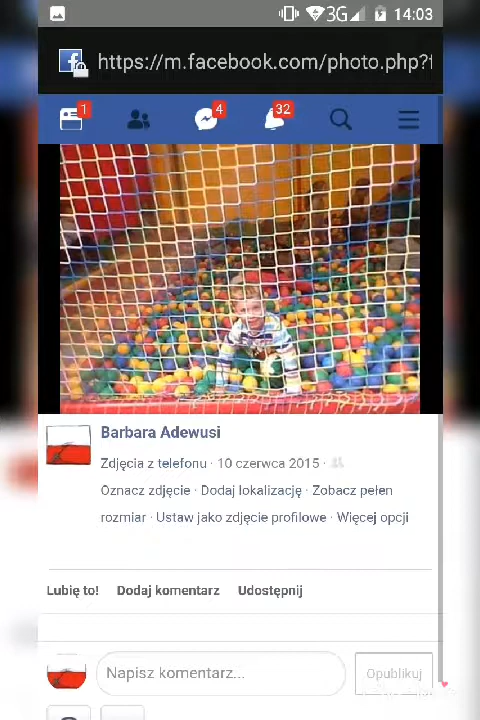 3G 14:03
https://m.facebook.com/photo.php?
1 4 32
Barbara Adewusi
Zdjęcia z telefonu · 10 czerwca 2015 ·
Oznacz zdjęcie · Dodaj lokalizację · Zobacz pełen
rozmiar · Ustaw jako zdjęcie profilowe · Więcej opcji
Lubię to! Dodaj komentarz Udostępnij
Napisz komentarz... Opublikuj